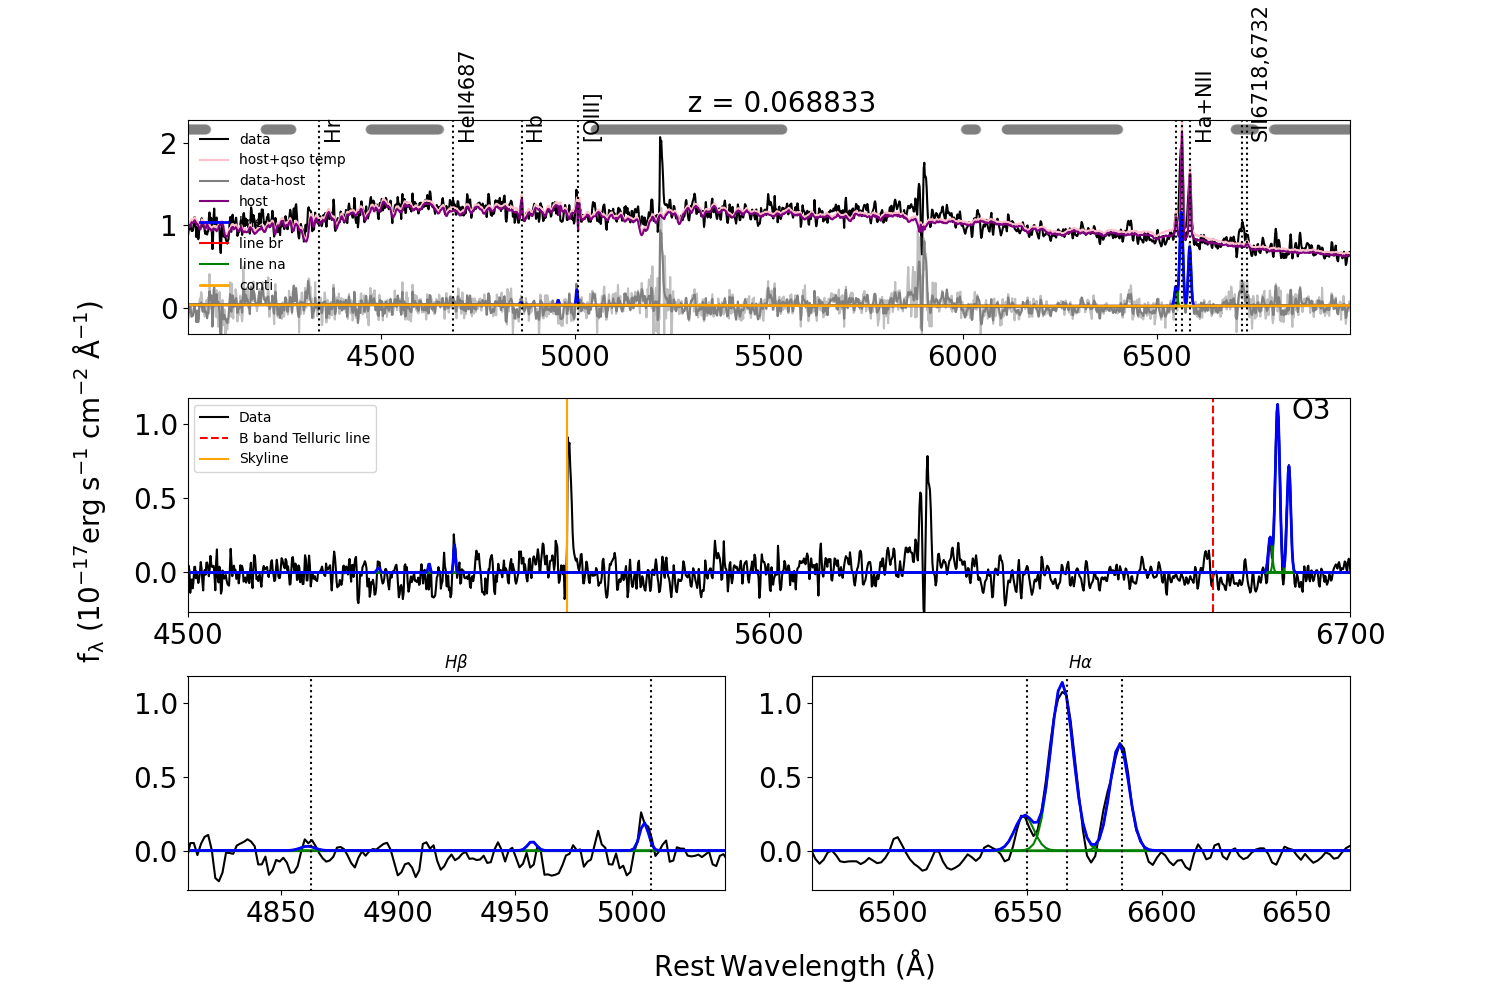 z = 0.068833
Hr
HeII4687
Hb
[OIII]
Ha+NII
SII6718,6732
data
host+qso temp
data-host
host
line br
line na
conti
2
1
0
4500
5000
5500
6000
6500
Data
B band Telluric line
Skyline
O3
1.0
0.5
0.0
4500
5600
6700
fλ (10⁻¹⁷erg s⁻¹ cm⁻² Å⁻¹)
Hβ
1.0
0.5
0.0
4850
4900
4950
5000
Hα
1.0
0.5
0.0
6500
6550
6600
6650
Rest Wavelength (Å)